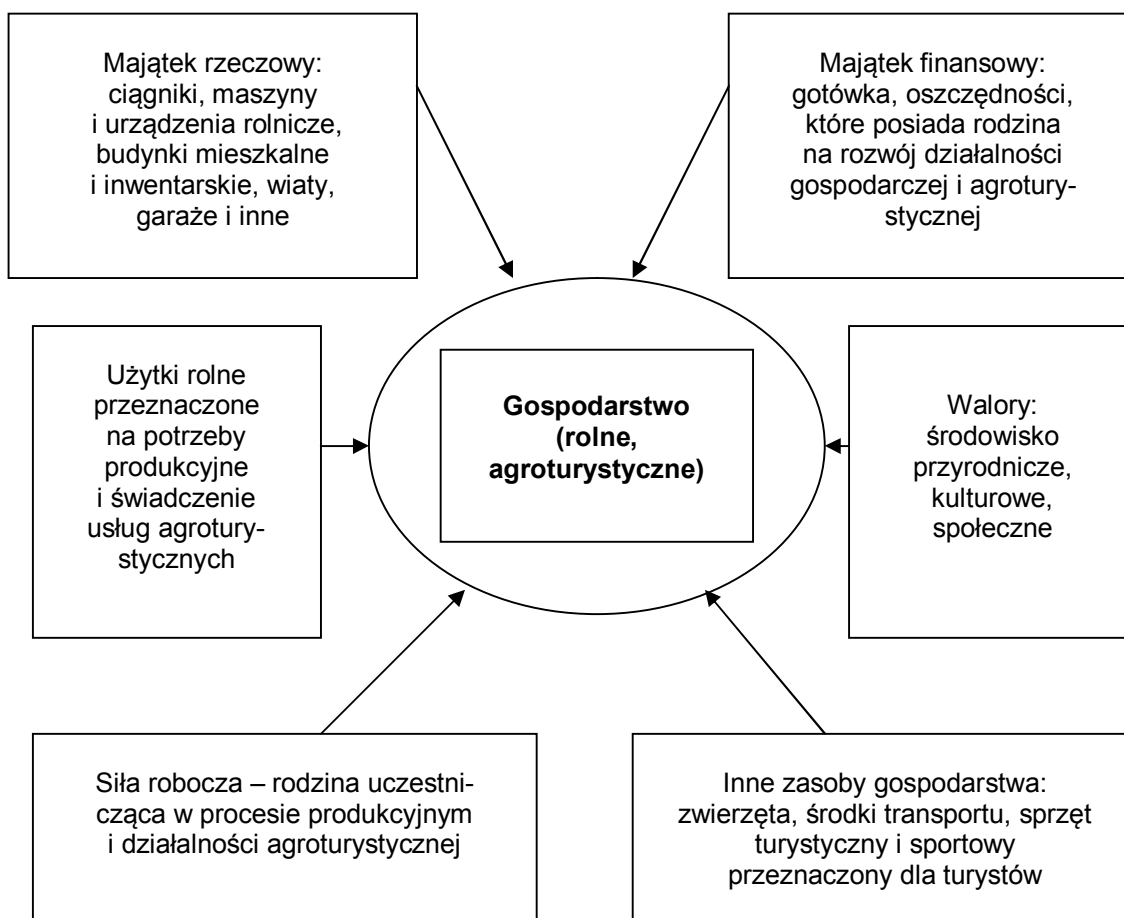 Majątek rzeczowy:
ciągniki, maszyny
i urządzenia rolnicze,
budynki mieszkalne
i inwentarskie, wiaty,
garaże i inne
Majątek finansowy:
gotówka, oszczędności,
które posiada rodzina
na rozwój działalności
gospodarczej i agrotury-
stycznej
Użytki rolne
przeznaczone
na potrzeby
produkcyjne
i świadczenie
usług agrotury-
stycznych
Gospodarstwo
(rolne,
agroturystyczne)
Walory:
środowisko
przyrodnicze,
kulturowe,
społeczne
Siła robocza – rodzina uczestni-
cząca w procesie produkcyjnym
i działalności agroturystycznej
Inne zasoby gospodarstwa:
zwierzęta, środki transportu, sprzęt
turystyczny i sportowy
przeznaczony dla turystów